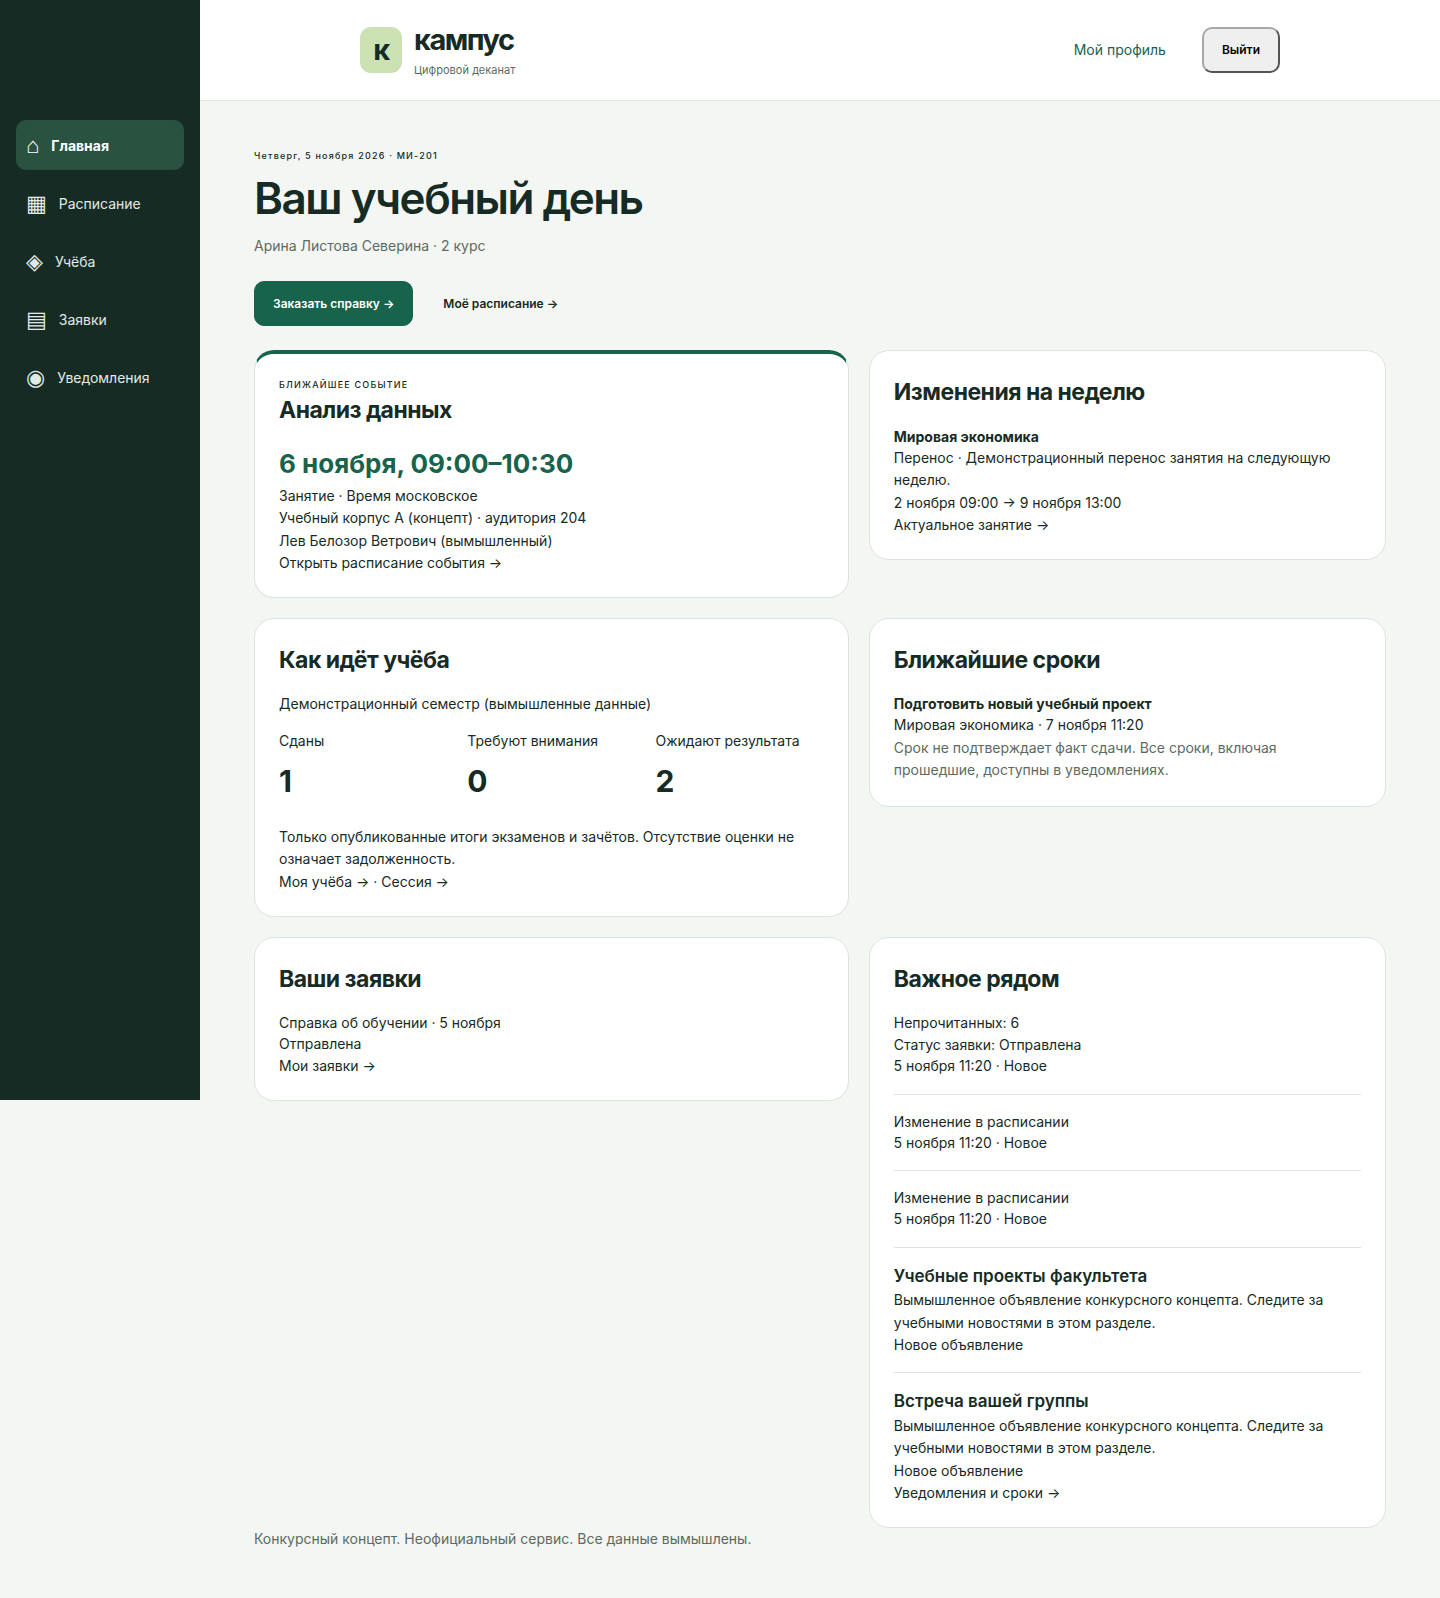 к
кампус
Цифровой деканат
Мой профиль
Выйти
Главная
Расписание
Учёба
Заявки
Уведомления
Четверг, 5 ноября 2026 · МИ-201
Ваш учебный день
Арина Листова Северина · 2 курс
Заказать справку →
Моё расписание →
БЛИЖАЙШЕЕ СОБЫТИЕ
Анализ данных
6 ноября, 09:00–10:30
Занятие · Время московское
Учебный корпус А (концепт) · аудитория 204
Лев Белозор Ветрович (вымышленный)
Открыть расписание события →
Изменения на неделю
Мировая экономика
Перенос · Демонстрационный перенос занятия на следующую
неделю.
2 ноября 09:00 → 9 ноября 13:00
Актуальное занятие →
Как идёт учёба
Демонстрационный семестр (вымышленные данные)
Сданы
Требуют внимания
Ожидают результата
1
0
2
Только опубликованные итоги экзаменов и зачётов. Отсутствие оценки не
означает задолженность.
Моя учёба → · Сессия →
Ближайшие сроки
Подготовить новый учебный проект
Мировая экономика · 7 ноября 11:20
Срок не подтверждает факт сдачи. Все сроки, включая
прошедшие, доступны в уведомлениях.
Ваши заявки
Справка об обучении · 5 ноября
Отправлена
Мои заявки →
Важное рядом
Непрочитанных: 6
Статус заявки: Отправлена
5 ноября 11:20 · Новое
Изменение в расписании
5 ноября 11:20 · Новое
Изменение в расписании
5 ноября 11:20 · Новое
Учебные проекты факультета
Вымышленное объявление конкурсного концепта. Следите за
учебными новостями в этом разделе.
Новое объявление
Встреча вашей группы
Вымышленное объявление конкурсного концепта. Следите за
учебными новостями в этом разделе.
Новое объявление
Уведомления и сроки →
Конкурсный концепт. Неофициальный сервис. Все данные вымышлены.